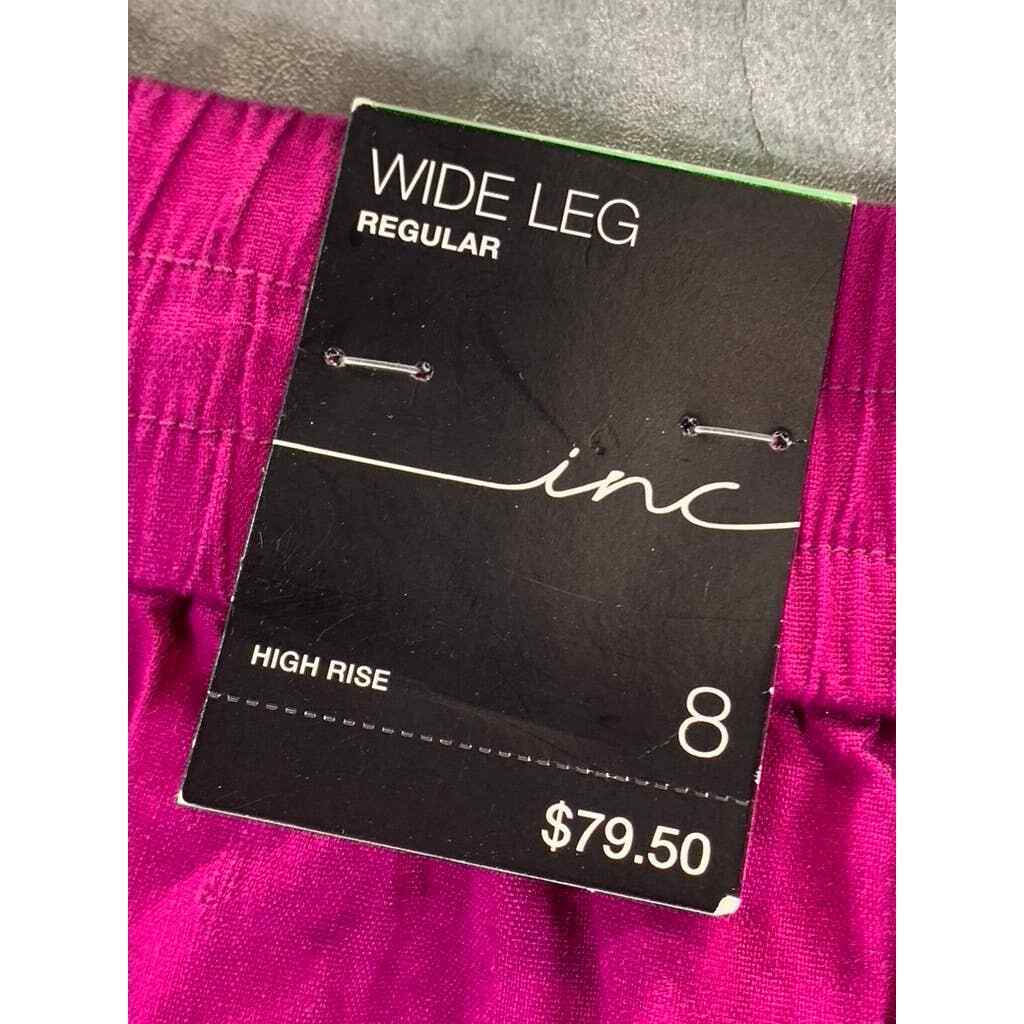 WIDE LEG
REGULAR
inc
HIGH RISE
8
$79.50